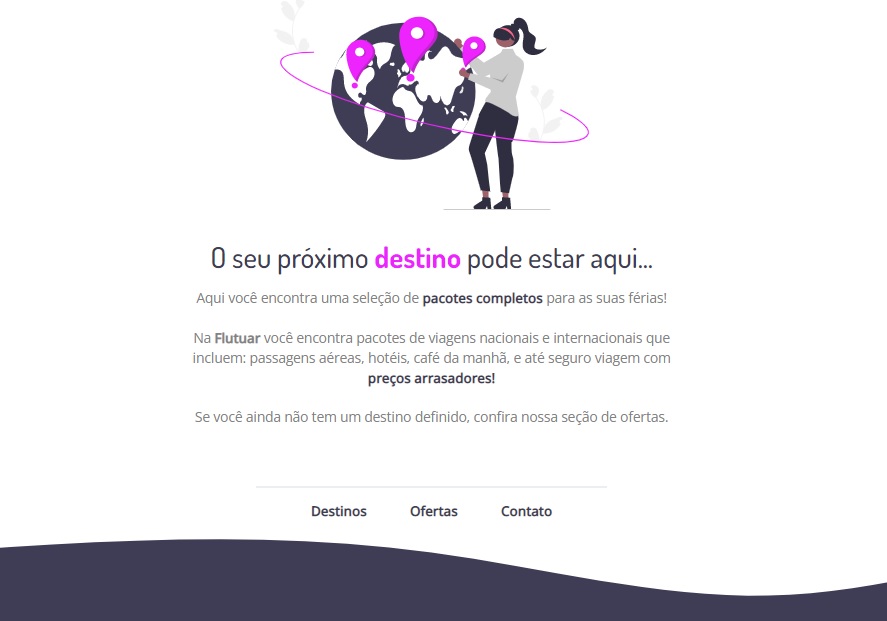 O seu próximo destino pode estar aqui...
Aqui você encontra uma seleção de pacotes completos para as suas férias!
Na Flutuar você encontra pacotes de viagens nacionais e internacionais que
incluem: passagens aéreas, hotéis, café da manhã, e até seguro viagem com
preços arrasadores!
Se você ainda não tem um destino definido, confira nossa seção de ofertas.
Destinos Ofertas Contato